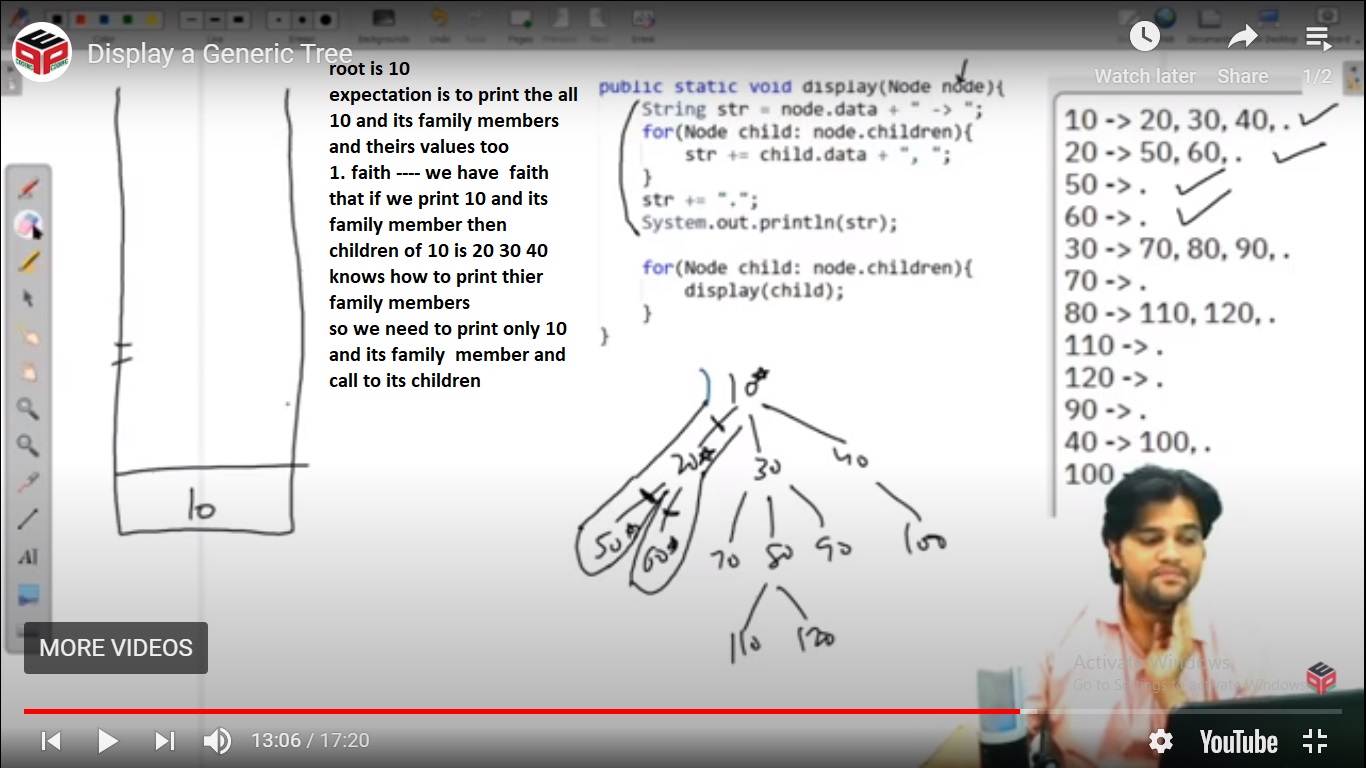 Display a Generic Tree
Watch later
Share
1/2
root is 10
expectation is to print the all
10 and its family members
and theirs values too
1. faith ---- we have faith
that if we print 10 and its
family member then
children of 10 is 20 30 40
knows how to print thier
family members
so we need to print only 10
and its family member and
call to its children
public static void display(Node node){
String str = node.data + " -> ";
for(Node child: node.children){
str += child.data + ", ";
}
str += ".";
System.out.println(str);
for(Node child: node.children){
display(child);
}
}
10 -> 20, 30, 40, .
20 -> 50, 60, .
50 -> .
60 -> .
30 -> 70, 80, 90, .
70 -> .
80 -> 110, 120, .
110 -> .
120 -> .
90 -> .
40 -> 100, .
100
10
10
20 30 40
50 60 70 80 90 100
110 120
AI
MORE VIDEOS
Activate Windows
Go to Settings to activate Windows.
13:06 / 17:20
YouTube